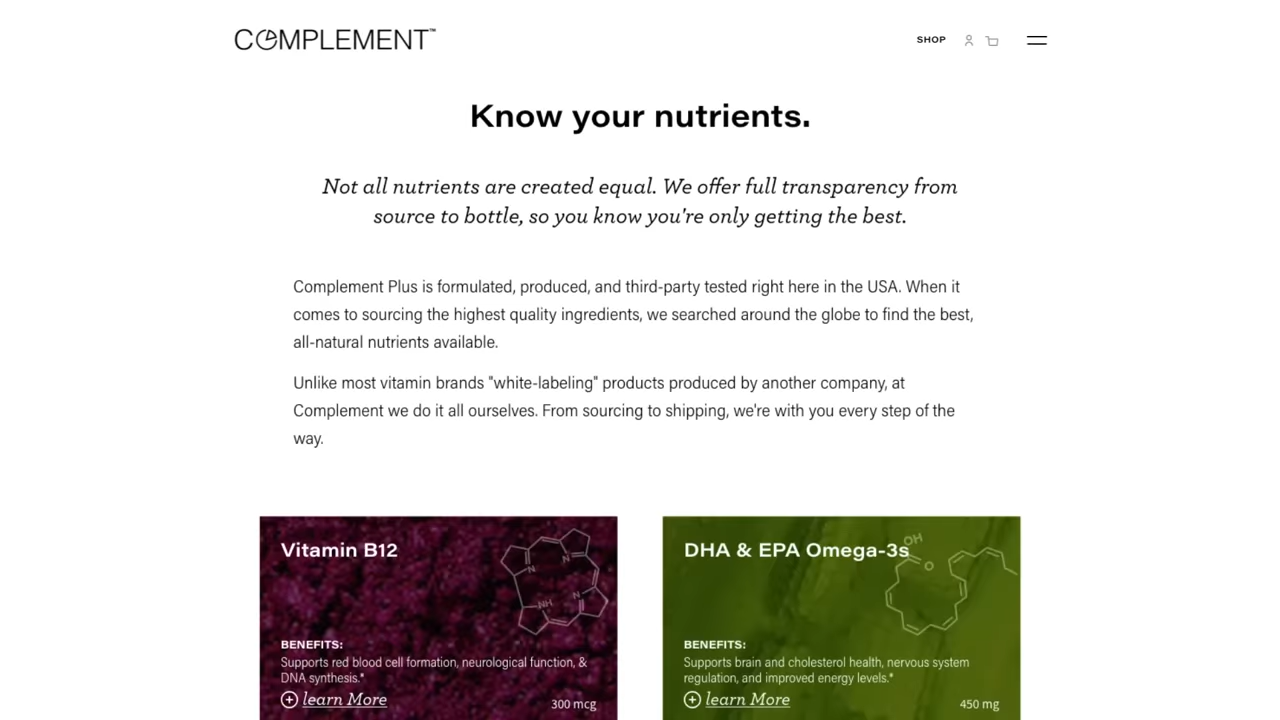 COMPLEMENT™
SHOP
Know your nutrients.
Not all nutrients are created equal. We offer full transparency from
source to bottle, so you know you're only getting the best.
Complement Plus is formulated, produced, and third-party tested right here in the USA. When it
comes to sourcing the highest quality ingredients, we searched around the globe to find the best,
all-natural nutrients available.
Unlike most vitamin brands "white-labeling" products produced by another company, at
Complement we do it all ourselves. From sourcing to shipping, we're with you every step of the
way.
Vitamin B12
N
N
NH
N
BENEFITS:
Supports red blood cell formation, neurological function, &
DNA synthesis.*
learn More
300 mcg
DHA & EPA Omega-3s
OH
O
BENEFITS:
Supports brain and cholesterol health, nervous system
regulation, and improved energy levels.*
learn More
450 mg